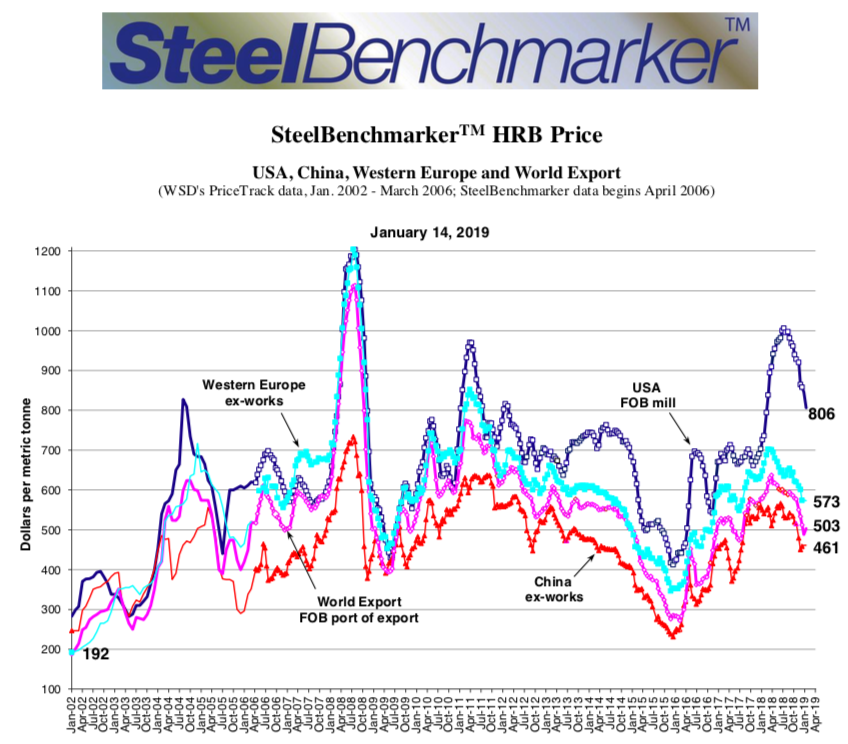 SteelBenchmarker™
SteelBenchmarker™ HRB Price
USA, China, Western Europe and World Export
(WSD's PriceTrack data, Jan. 2002 - March 2006; SteelBenchmarker data begins April 2006)
January 14, 2019
Dollars per metric tonne
1200
1100
1000
900
800
700
600
500
400
300
200
100
Western Europe
ex-works
USA
FOB mill
World Export
FOB port of export
China
ex-works
806
573
503
461
192
Jan-02
Apr-02
Jul-02
Oct-02
Jan-03
Apr-03
Jul-03
Oct-03
Jan-04
Apr-04
Jul-04
Oct-04
Jan-05
Apr-05
Jul-05
Oct-05
Jan-06
Apr-06
Jul-06
Oct-06
Jan-07
Apr-07
Jul-07
Oct-07
Jan-08
Apr-08
Jul-08
Oct-08
Jan-09
Apr-09
Jul-09
Oct-09
Jan-10
Apr-10
Jul-10
Oct-10
Jan-11
Apr-11
Jul-11
Oct-11
Jan-12
Apr-12
Jul-12
Oct-12
Jan-13
Apr-13
Jul-13
Oct-13
Jan-14
Apr-14
Jul-14
Oct-14
Jan-15
Apr-15
Jul-15
Oct-15
Jan-16
Apr-16
Jul-16
Oct-16
Jan-17
Apr-17
Jul-17
Oct-17
Jan-18
Apr-18
Jul-18
Oct-18
Jan-19
Apr-19